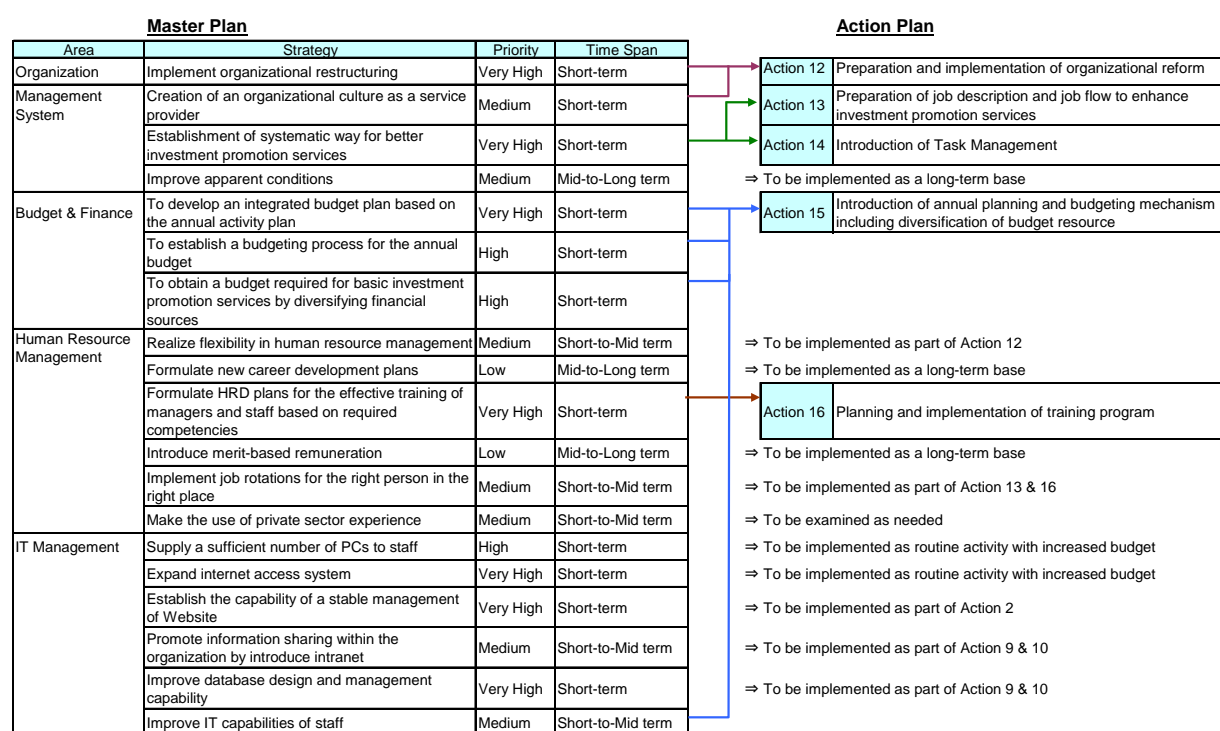 Master Plan
Action Plan
Area Strategy Priority Time Span
Organization Implement organizational restructuring Very High Short-term
Action 12 Preparation and implementation of organizational reform
Management
System
Creation of an organizational culture as a service
provider
Medium Short-term
Action 13 Preparation of job description and job flow to enhance
investment promotion services
Establishment of systematic way for better
investment promotion services
Very High Short-term
Action 14 Introduction of Task Management
Improve apparent conditions Medium Mid-to-Long term
⇒ To be implemented as a long-term base
Budget & Finance
To develop an integrated budget plan based on
the annual activity plan
Very High Short-term
Action 15 Introduction of annual planning and budgeting mechanism
including diversification of budget resource
To establish a budgeting process for the annual
budget
High Short-term
To obtain a budget required for basic investment
promotion services by diversifying financial
sources
High Short-term
Human Resource
Management
Realize flexibility in human resource management Medium Short-to-Mid term
⇒ To be implemented as part of Action 12
Formulate new career development plans Low Mid-to-Long term
⇒ To be implemented as a long-term base
Formulate HRD plans for the effective training of
managers and staff based on required
competencies
Very High Short-term
Action 16 Planning and implementation of training program
Introduce merit-based remuneration Low Mid-to-Long term
⇒ To be implemented as a long-term base
Implement job rotations for the right person in the
right place
Medium Short-to-Mid term
⇒ To be implemented as part of Action 13 & 16
Make the use of private sector experience Medium Short-to-Mid term
⇒ To be examined as needed
IT Management Supply a sufficient number of PCs to staff High Short-term
⇒ To be implemented as routine activity with increased budget
Expand internet access system Very High Short-term
⇒ To be implemented as routine activity with increased budget
Establish the capability of a stable management
of Website
Very High Short-term
⇒ To be implemented as part of Action 2
Promote information sharing within the
organization by introduce intranet
Medium Short-to-Mid term
⇒ To be implemented as part of Action 9 & 10
Improve database design and management
capability
Very High Short-term
⇒ To be implemented as part of Action 9 & 10
Improve IT capabilities of staff Medium Short-to-Mid term